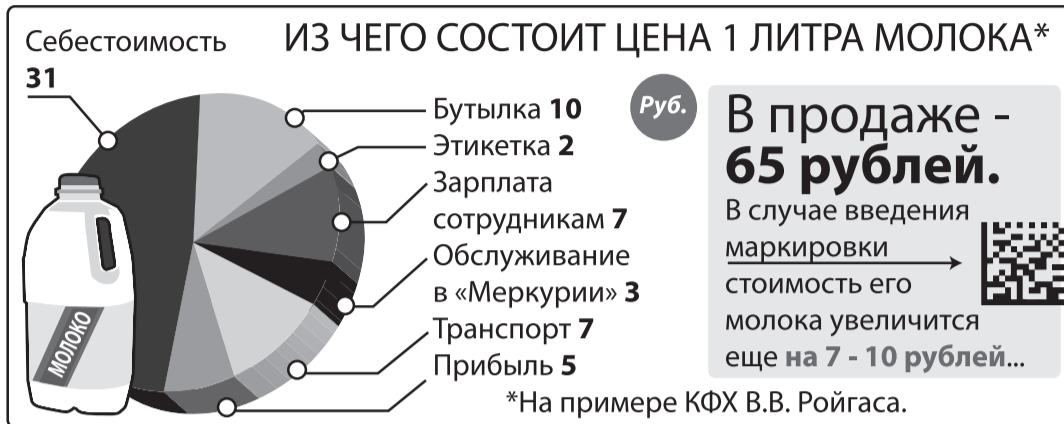 ИЗ ЧЕГО СОСТОИТ ЦЕНА 1 ЛИТРА МОЛОКА*
Себестоимость
31
Бутылка 10
Этикетка 2
Зарплата
сотрудникам 7
Обслуживание
в «Меркурии» 3
Транспорт 7
Прибыль 5
МОЛОКО
Руб.
В продаже -
65 рублей.
В случае введения
маркировки
стоимость его
молока увеличится
еще на 7 - 10 рублей...
*На примере КФХ В.В. Ройгаса.